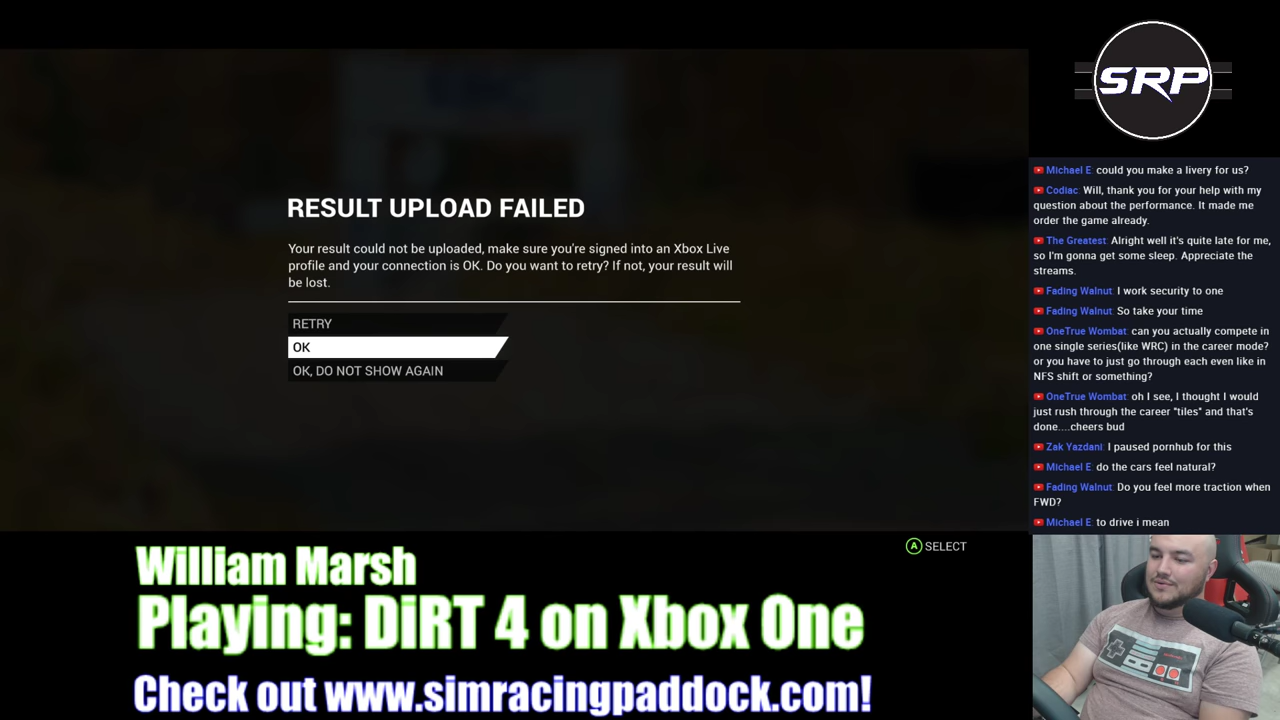 SRP
RESULT UPLOAD FAILED
Your result could not be uploaded, make sure you're signed into an Xbox Live
profile and your connection is OK. Do you want to retry? If not, your result will
be lost.
RETRY
OK
OK, DO NOT SHOW AGAIN
A SELECT
Michael E: could you make a livery for us?
Codiac: Will, thank you for your help with my
question about the performance. It made me
order the game already.
The Greatest: Alright well it's quite late for me,
so I'm gonna get some sleep. Appreciate the
streams.
Fading Walnut: I work security to one
Fading Walnut: So take your time
OneTrue Wombat: can you actually compete in
one single series(like WRC) in the career mode?
or you have to just go through each even like in
NFS shift or something?
OneTrue Wombat: oh I see, I thought I would
just rush through the career "tiles" and that's
done....cheers bud
Zak Yazdani: I paused pornhub for this
Michael E: do the cars feel natural?
Fading Walnut: Do you feel more traction when
FWD?
Michael E: to drive i mean
William Marsh
Playing: DiRT 4 on Xbox One
Check out www.simracingpaddock.com!